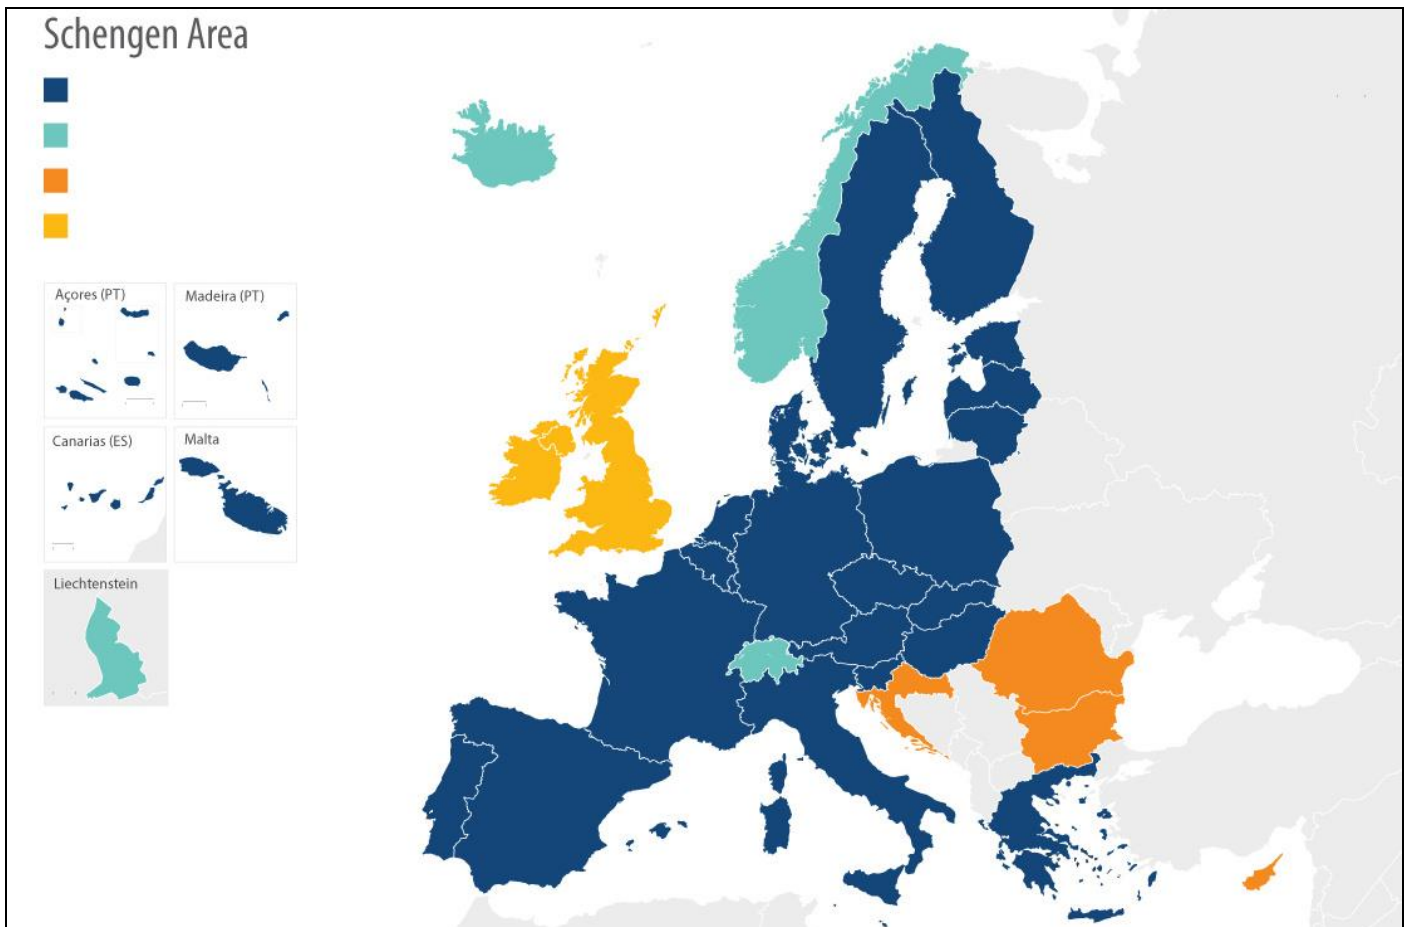 Schengen Area
Açores (PT)
Madeira (PT)
Canarias (ES)
Malta
Liechtenstein